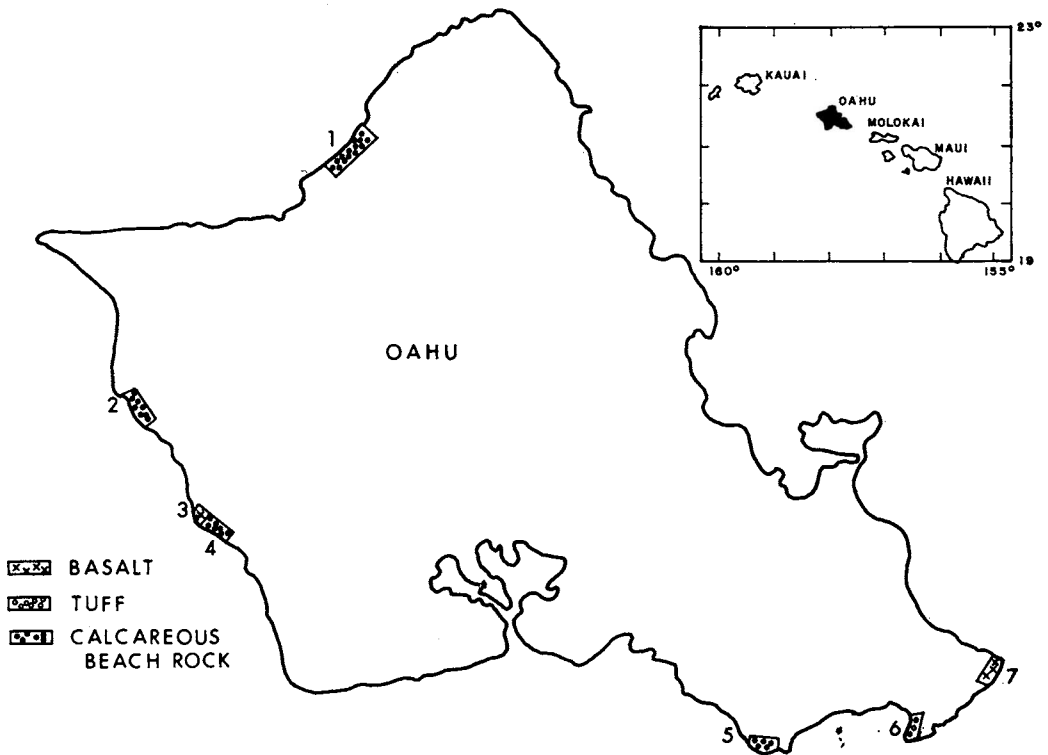 23°
KAUAI
OAHU
MOLOKAI
MAUI
HAWAII
19
160°
155°
1
OAHU
2
3
4
BASALT
TUFF
CALCAREOUS
BEACH ROCK
5
6
7